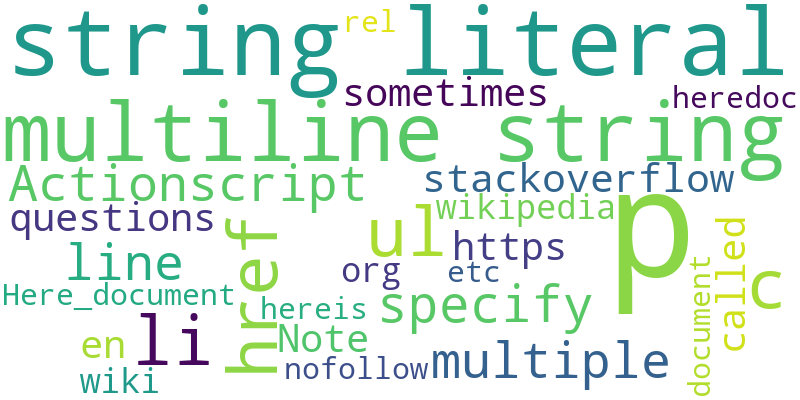 rel
string literal
sometimes
heredoc
multiline string
Actionscript
stackoverflow
p
wikipedia
questions
ul
https
called
c
line
href
org
etc
document
Here_document
hereis
specify
Note
en
li
multiple
nofollow
wiki